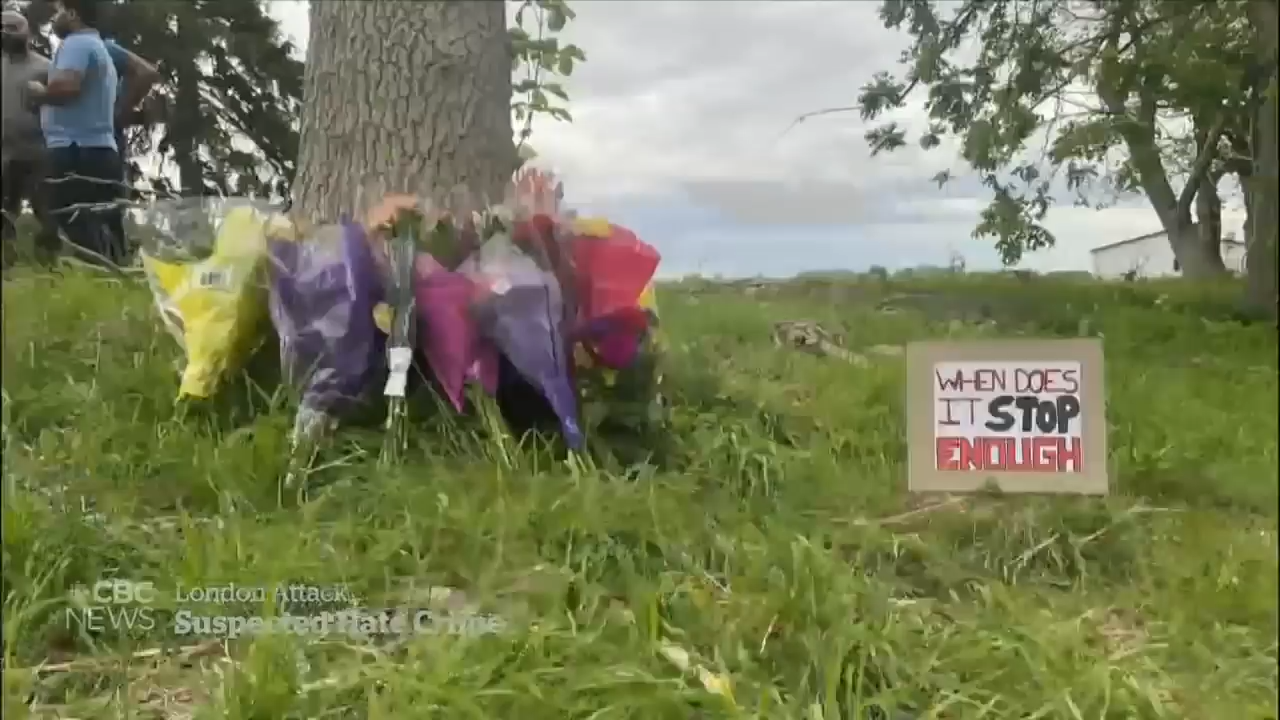 WHEN DOES
IT STOP
ENOUGH
CBC
NEWS
London Attack
Suspected Hate Crime